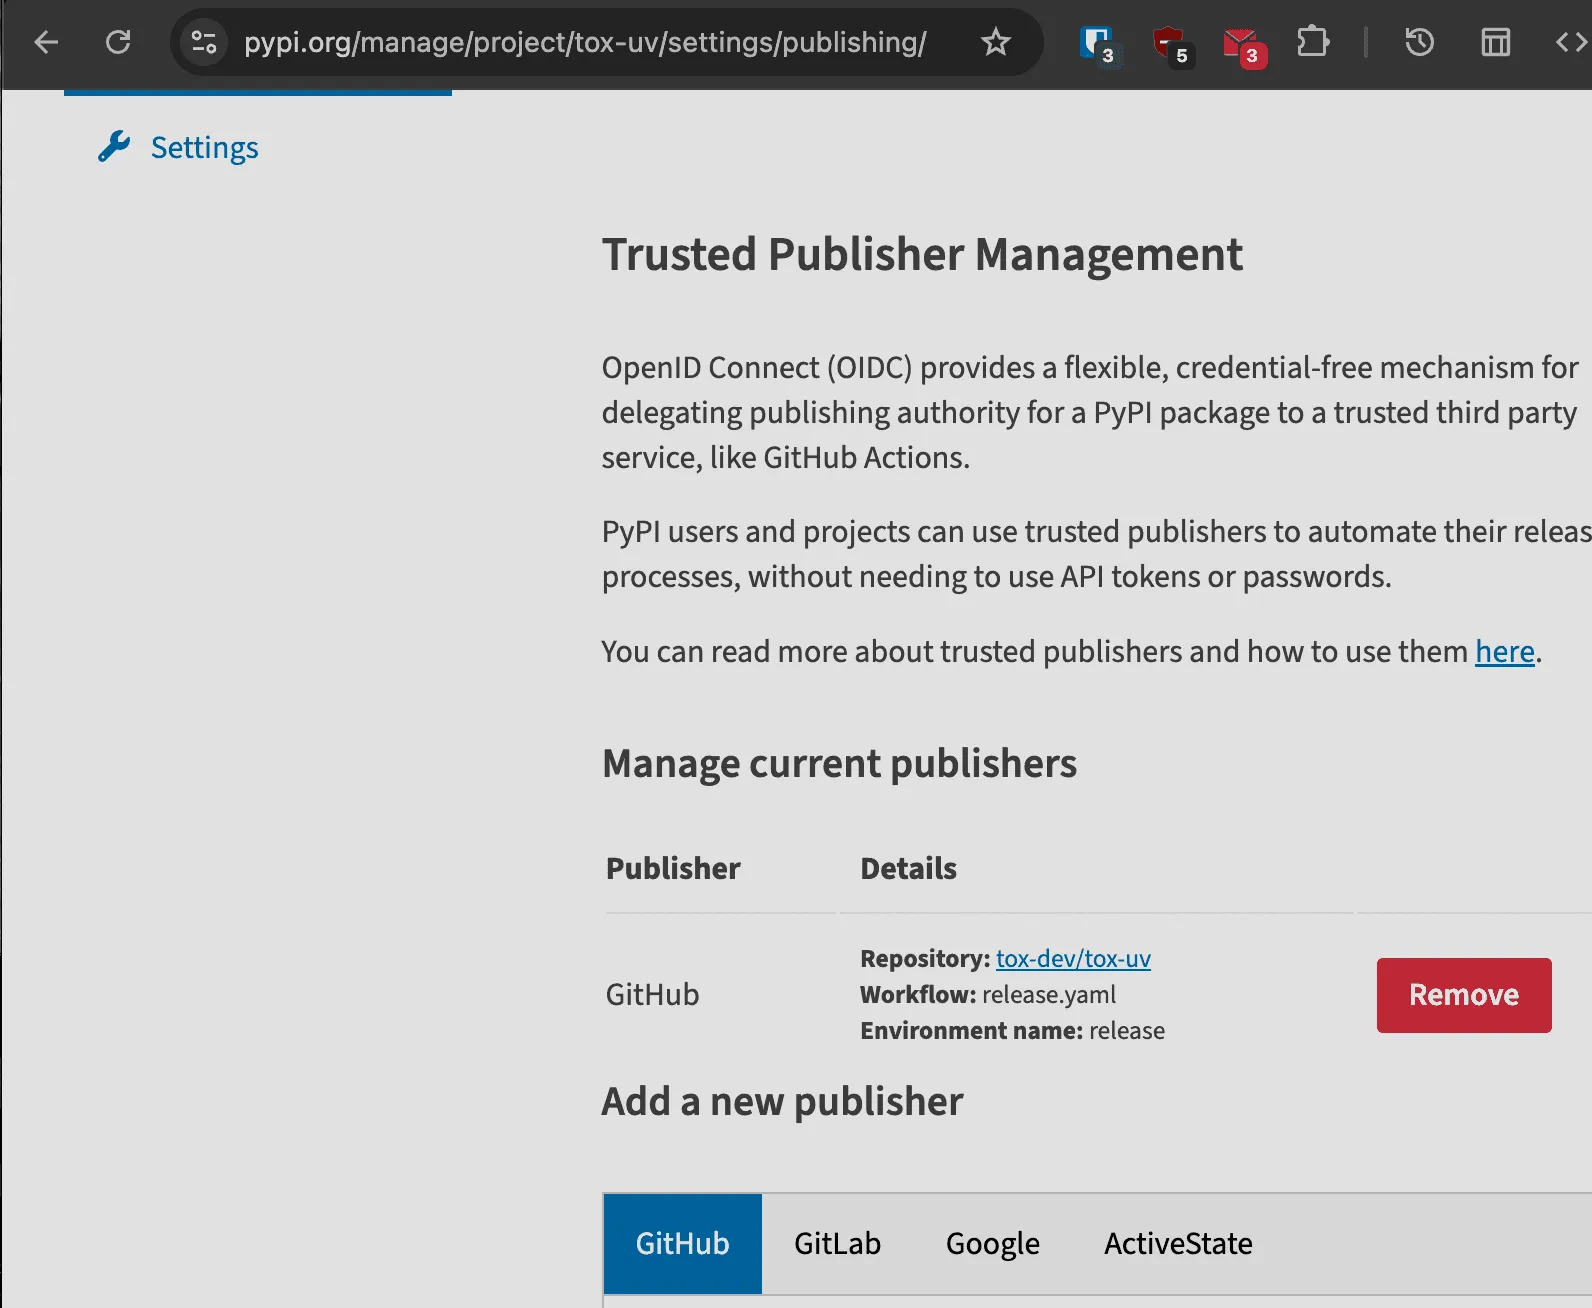 pypi.org/manage/project/tox-uv/settings/publishing/
3
5
3
Settings
Trusted Publisher Management
OpenID Connect (OIDC) provides a flexible, credential-free mechanism for
delegating publishing authority for a PyPI package to a trusted third party
service, like GitHub Actions.
PyPI users and projects can use trusted publishers to automate their releas
processes, without needing to use API tokens or passwords.
You can read more about trusted publishers and how to use them here.
Manage current publishers
Publisher Details
Repository: tox-dev/tox-uv
GitHub Workflow: release.yaml Remove
Environment name: release
Add a new publisher
GitHub GitLab Google ActiveState